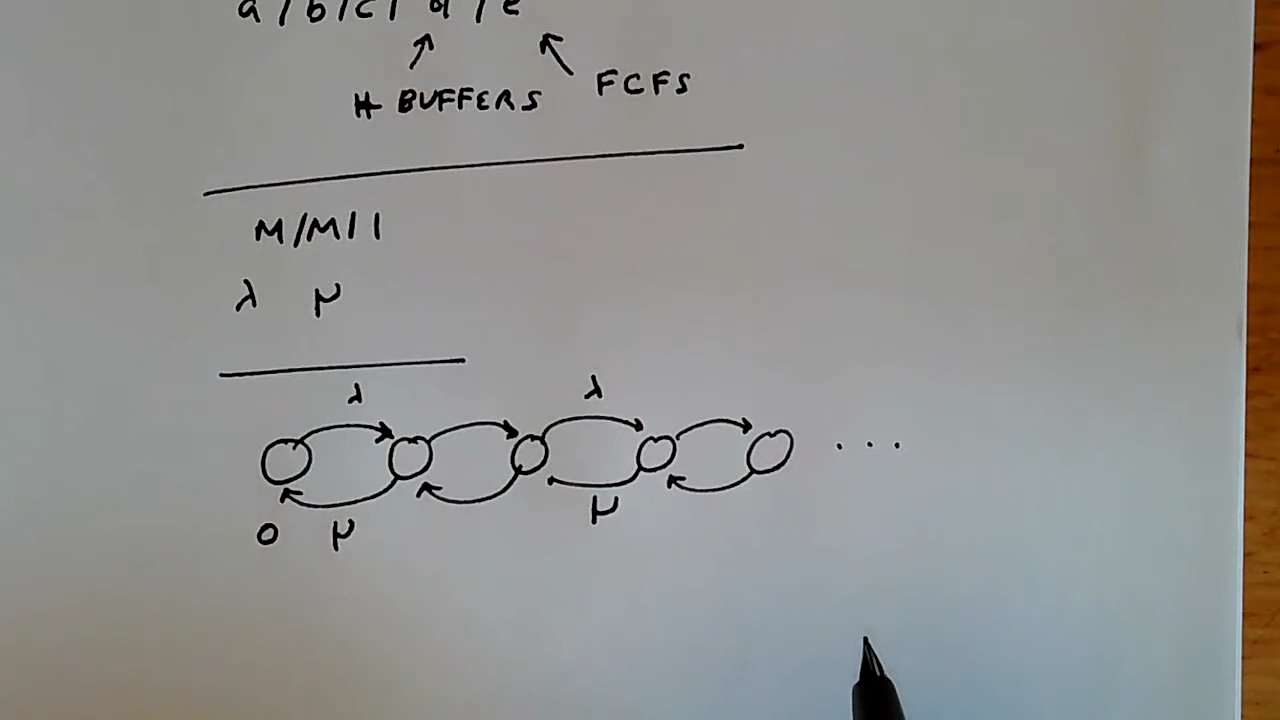 a/b/c/d/e
# BUFFERS FCFS
M/M/1
λ μ
λ λ
. . .
0 μ μ